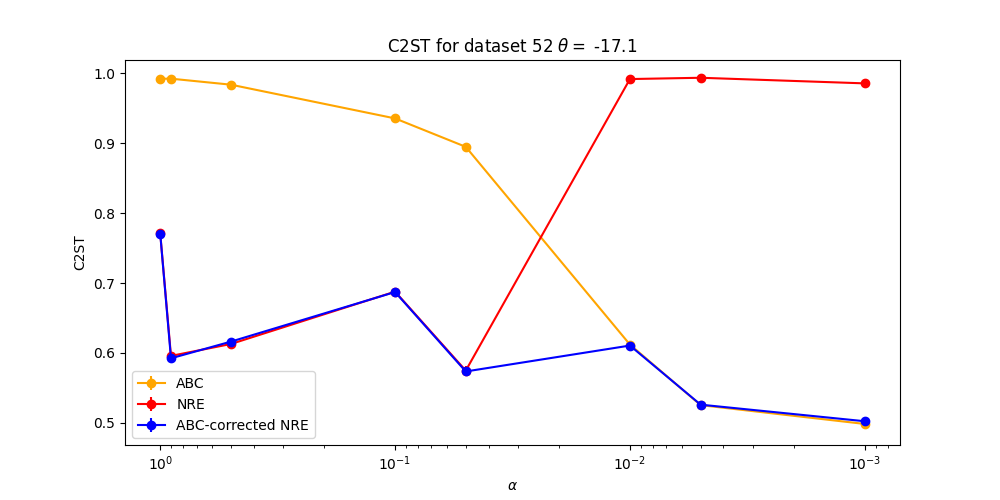 C2ST for dataset 52 θ = -17.1
C2ST
1.0
0.9
0.8
0.7
0.6
0.5
ABC
NRE
ABC-corrected NRE
10⁰
10⁻¹
10⁻²
10⁻³
α